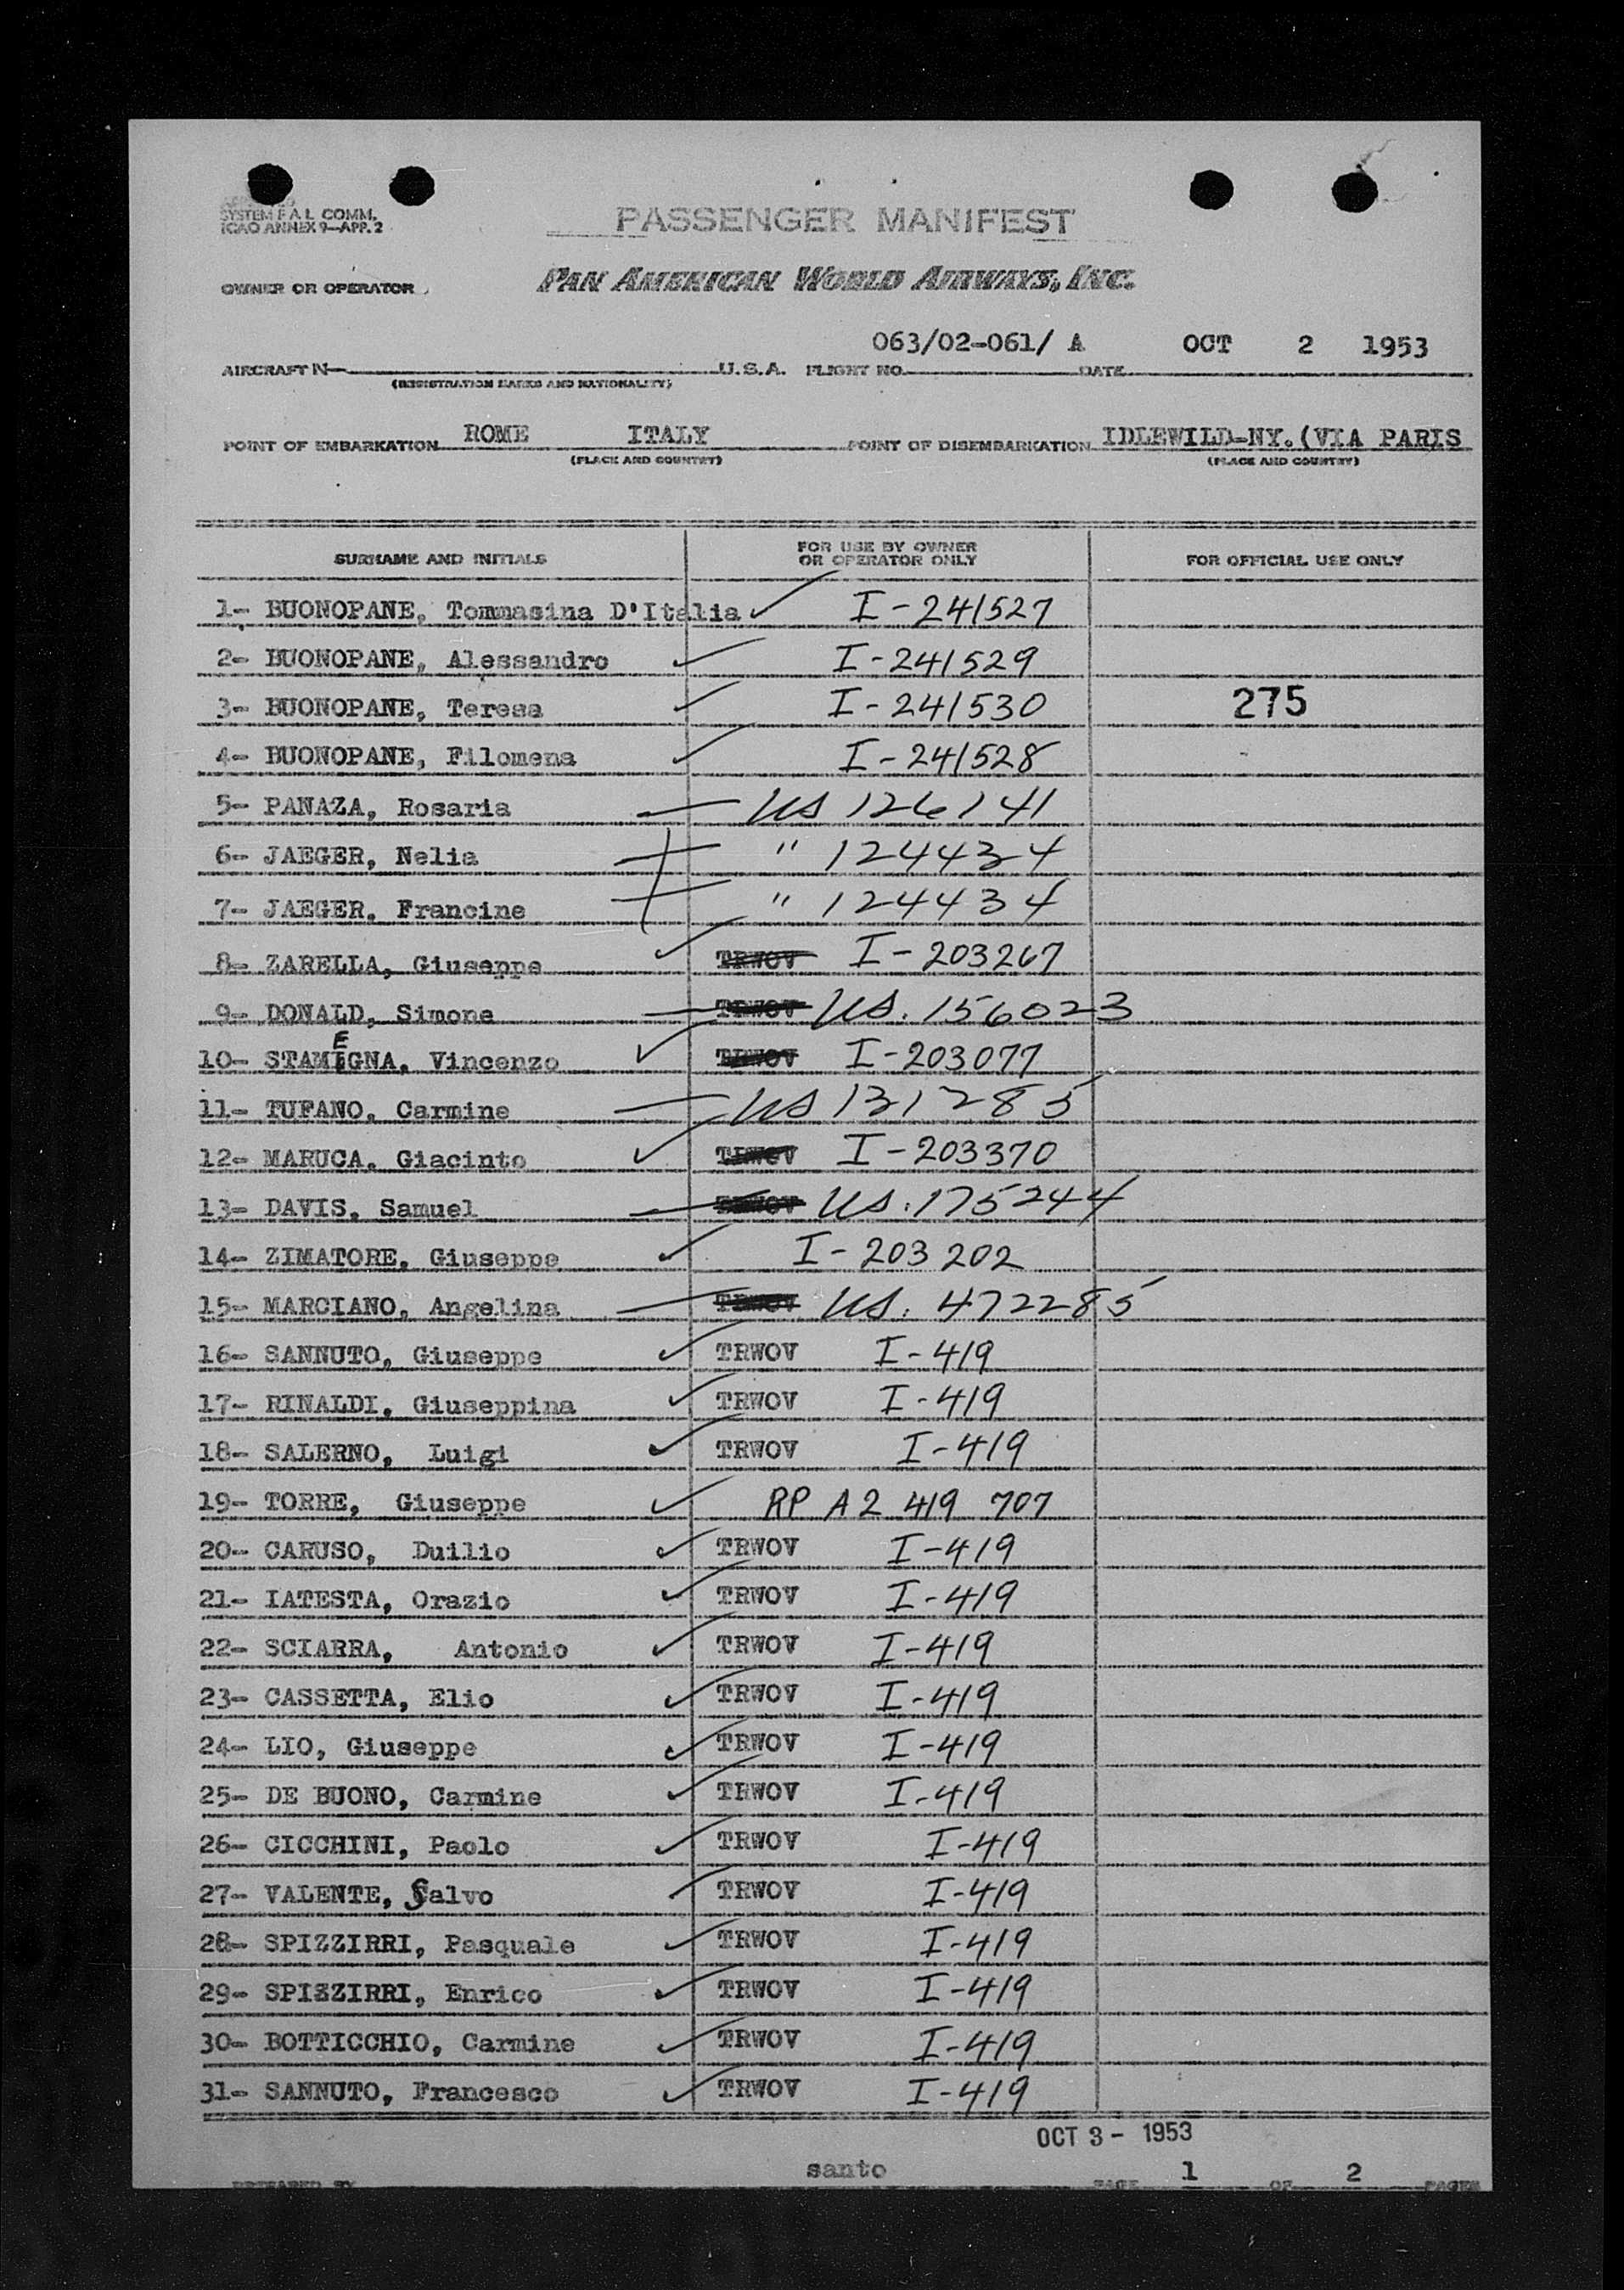 SYSTEM F A L COMM.
ICAO ANNEX 9—APP. 2
PASSENGER MANIFEST
OWNER OR OPERATOR
PAN AMERICAN WORLD AIRWAYS, INC.
063/02-061/ A OCT 2 1953
AIRCRAFT N— U.S.A. FLIGHT NO. DATE
(REGISTRATION MARKS AND NATIONALITY)
POINT OF EMBARKATION ROME ITALY POINT OF DISEMBARKATION IDLEWILD-NY.(VIA PARIS
(PLACE AND COUNTRY) (PLACE AND COUNTRY)
SURNAME AND INITIALS FOR USE BY OWNER OR OPERATOR ONLY FOR OFFICIAL USE ONLY
1- BUONOPANE, Tommasina D'Italia I-241527
2- BUONOPANE, Alessandro I-241529
3- BUONOPANE, Teresa I-241530 275
4- BUONOPANE, Filomena I-241528
5- PANAZA, Rosaria US 126141
6- JAEGER, Nelia " 124434
7- JAEGER, Francine " 124434
8- ZARELLA, Giuseppe TRWOV I-203267
9- DONALD, Simone TRWOV US. 156023
10- STAMEGNA, Vincenzo TRWOV I-203077
11- TUFANO, Carmine US 131285
12- MARUCA, Giacinto TRWOV I-203370
13- DAVIS, Samuel TRWOV US. 175244
14- ZIMATORE, Giuseppe I-203202
15- MARCIANO, Angelina TRWOV US. 472285
16- SANNUTO, Giuseppe TRWOV I-419
17- RINALDI, Giuseppina TRWOV I-419
18- SALERNO, Luigi TRWOV I-419
19- TORRE, Giuseppe RP A2 419 707
20- CARUSO, Duilio TRWOV I-419
21- IATESTA, Orazio TRWOV I-419
22- SCIARRA, Antonio TRWOV I-419
23- CASSETTA, Elio TRWOV I-419
24- LIO, Giuseppe TRWOV I-419
25- DE BUONO, Carmine TRWOV I-419
26- CICCHINI, Paolo TRWOV I-419
27- VALENTE, Salvo TRWOV I-419
28- SPIZZIRRI, Pasquale TRWOV I-419
29- SPIZZIRRI, Enrico TRWOV I-419
30- BOTTICCHIO, Carmine TRWOV I-419
31- SANNUTO, Francesco TRWOV I-419
OCT 3 - 1953
PREPARED BY santo PAGE 1 OF 2 PAGES